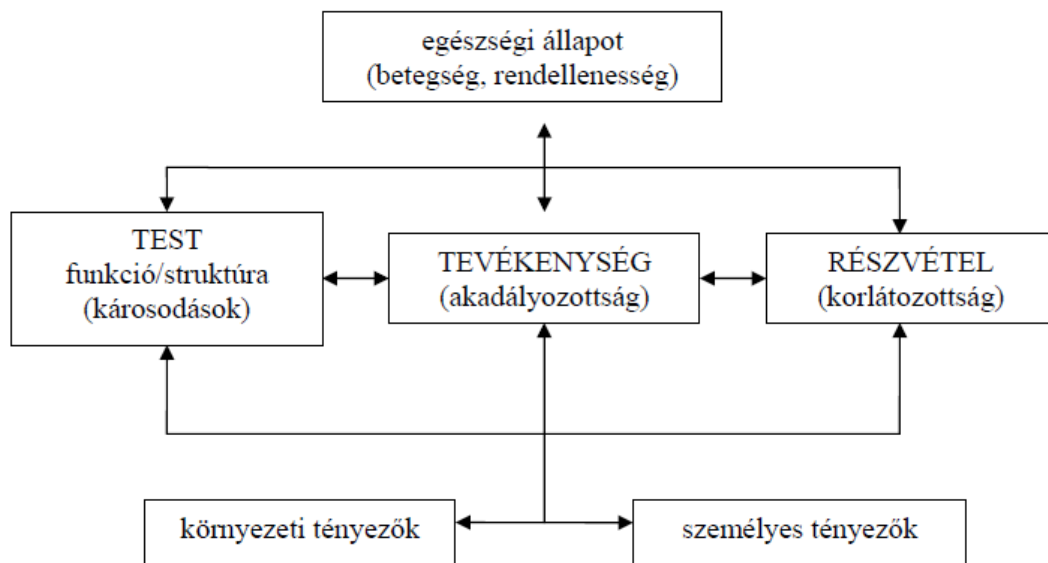 egészségi állapot
(betegség, rendellenesség)
TEST
funkció/struktúra
(károsodások)
TEVÉKENYSÉG
(akadályozottság)
RÉSZVÉTEL
(korlátozottság)
környezeti tényezők
személyes tényezők